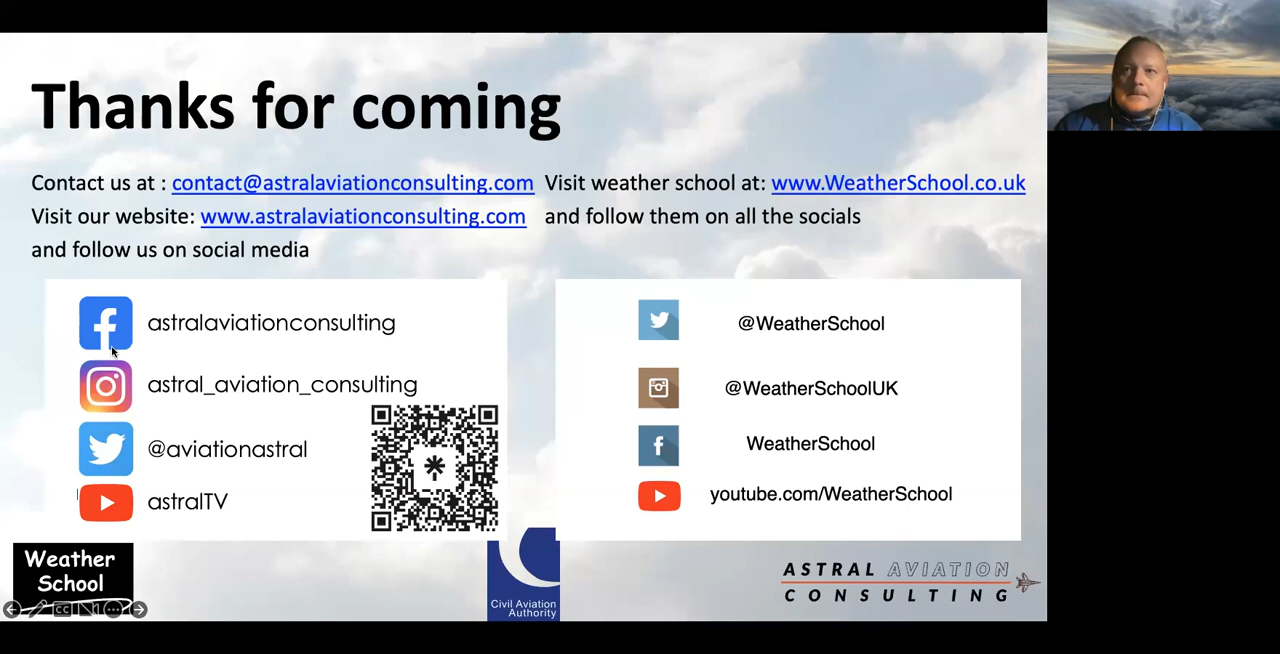 Thanks for coming
Contact us at : contact@astralaviationconsulting.com
Visit our website: www.astralaviationconsulting.com
and follow us on social media
Visit weather school at: www.WeatherSchool.co.uk
and follow them on all the socials
astralaviationconsulting
astral_aviation_consulting
@aviationastral
astralTV
@WeatherSchool
@WeatherSchoolUK
WeatherSchool
youtube.com/WeatherSchool
Weather
School
CC
Civil Aviation
Authority
ASTRAL AVIATION
CONSULTING